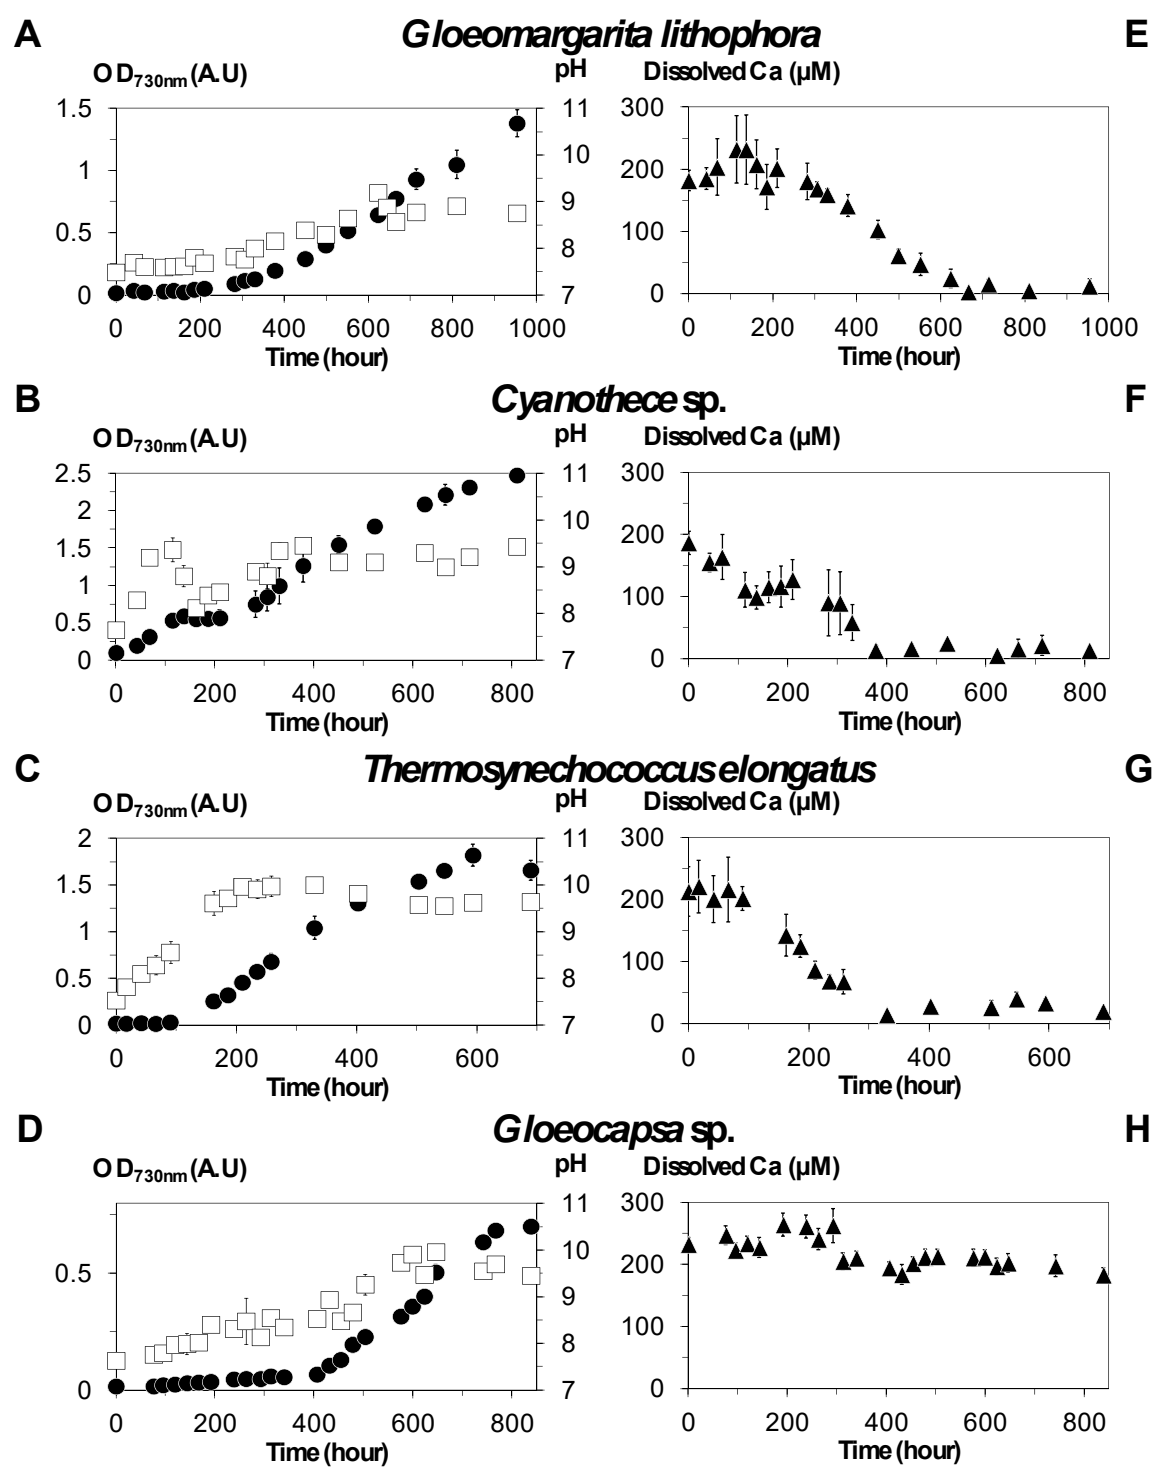 A Gloeomargarita lithophora E
OD730nm (A.U) pH Dissolved Ca (µM)
1.5 11 300
10
1 200
9
0.5 8 100
0 7 0
0 200 400 600 800 1000 0 200 400 600 800 1000
Time (hour) Time (hour)
B Cyanothece sp. F
OD730nm (A.U) pH Dissolved Ca (µM)
2.5 11 300
2 10
200
1.5 9
1 100
0.5 8
0 7 0
0 200 400 600 800 0 200 400 600 800
Time (hour) Time (hour)
C Thermosynechococcus elongatus G
OD730nm (A.U) pH Dissolved Ca (µM)
2 11 300
1.5 10 200
1 9
0.5 8 100
0 7 0
0 200 400 600 0 200 400 600
Time (hour) Time (hour)
D Gloeocapsa sp. H
OD730nm (A.U) pH Dissolved Ca (µM)
11 300
10 200
0.5 9
8 100
0 7 0
0 200 400 600 800 0 200 400 600 800
Time (hour) Time (hour)